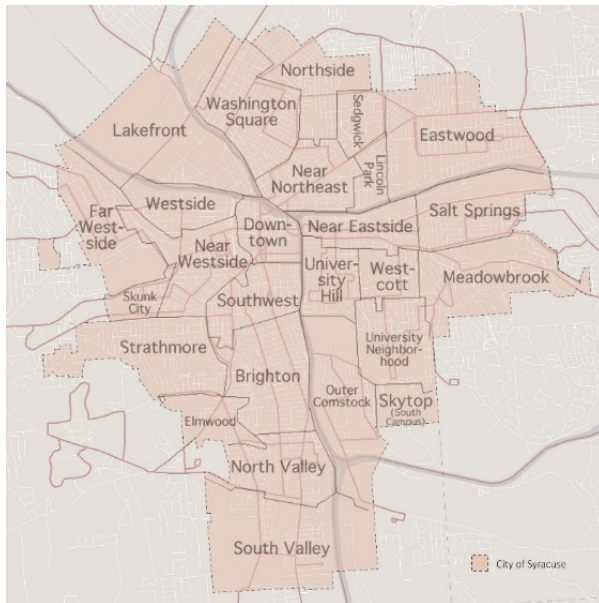 Northside
Washington
Square
Sedgwick
Lakefront
Eastwood
Lincoln
Park
Near
Northeast
Westside
Far
West-
side
Down-
town
Near Eastside
Salt Springs
Near
Westside
Univer-
sity
Hill
West-
cott
Meadowbrook
Skunk
City
Southwest
Strathmore
University
Neighbor-
hood
Brighton
Outer
Comstock
Skytop
(South
Campus)
Elmwood
North Valley
South Valley
City of Syracuse